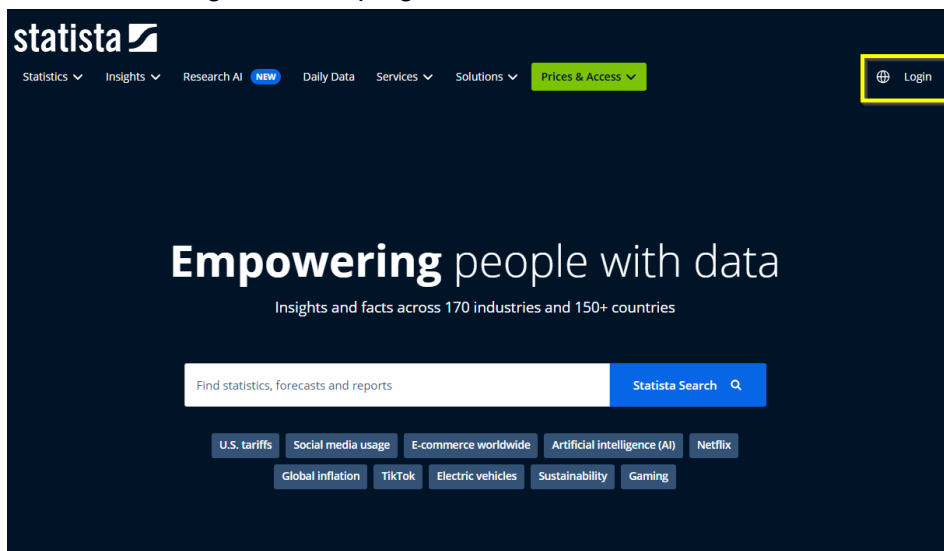 statista
Statistics Insights Research AI NEW Daily Data Services Solutions Prices & Access Login
Empowering people with data
Insights and facts across 170 industries and 150+ countries
Find statistics, forecasts and reports Statista Search
U.S. tariffs Social media usage E-commerce worldwide Artificial intelligence (AI) Netflix
Global inflation TikTok Electric vehicles Sustainability Gaming